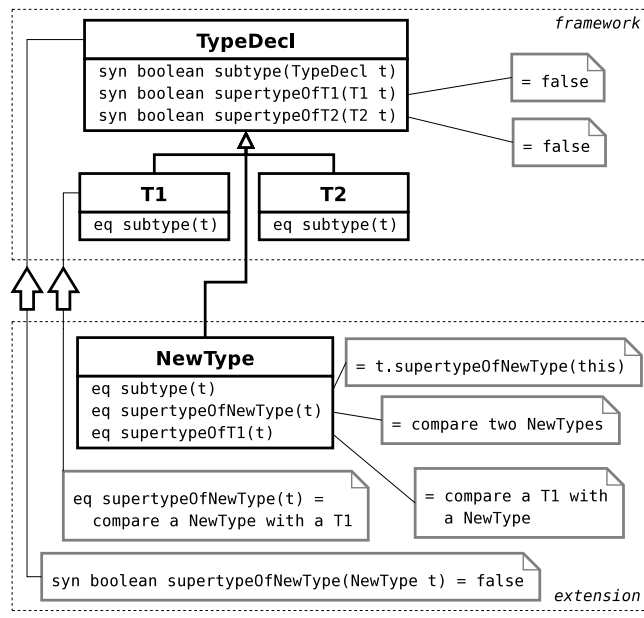 framework
TypeDecl
syn boolean subtype(TypeDecl t)
syn boolean supertypeOfT1(T1 t)
syn boolean supertypeOfT2(T2 t)
= false
= false
T1
eq subtype(t)
T2
eq subtype(t)
NewType
eq subtype(t)
eq supertypeOfNewType(t)
eq supertypeOfT1(t)
= t.supertypeOfNewType(this)
= compare two NewTypes
= compare a T1 with
a NewType
eq supertypeOfNewType(t) =
compare a NewType with a T1
syn boolean supertypeOfNewType(NewType t) = false
extension